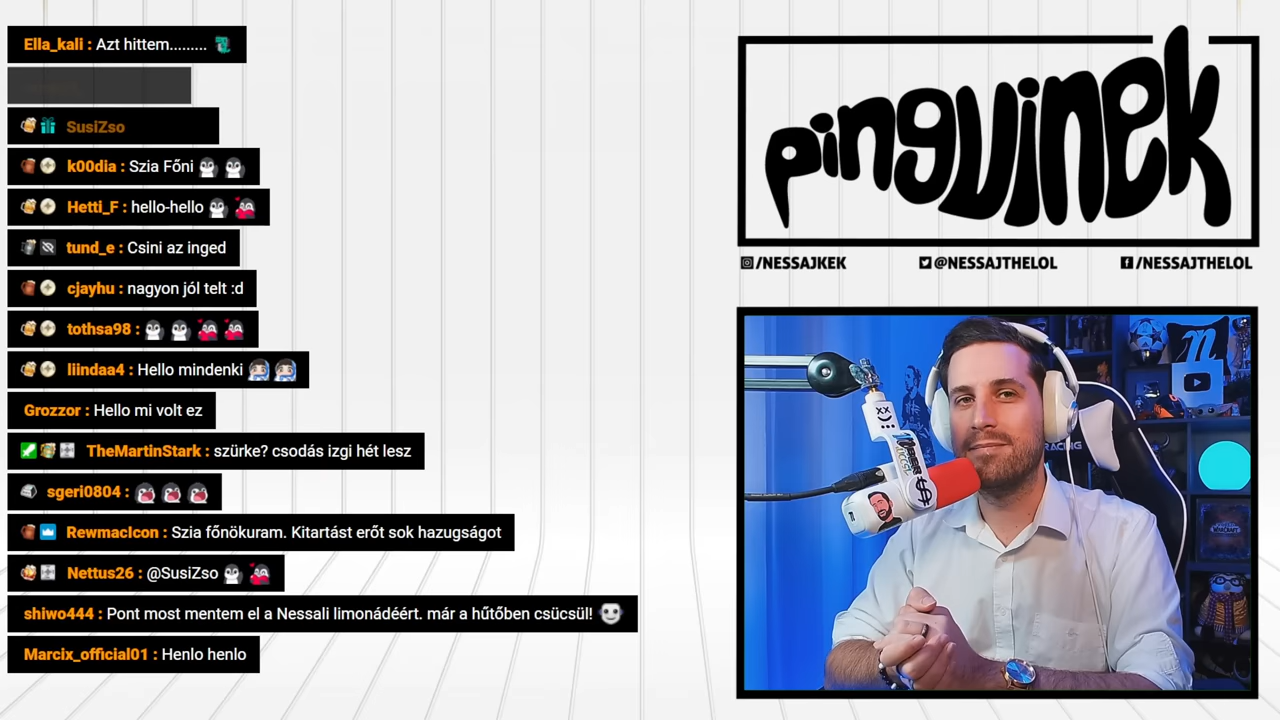 Ella_kali : Azt hittem.........
SusiZso
k00dia : Szia Főni
Hetti_F : hello-hello
tund_e : Csini az inged
cjayhu : nagyon jól telt :d
tothsa98 :
liindaa4 : Hello mindenki
Grozzor : Hello mi volt ez
TheMartinStark : szürke? csodás izgi hét lesz
sgeri0804 :
RewmacIcon : Szia főnökuram. Kitartást erőt sok hazugságot
Nettus26 : @SusiZso
shiwo444 : Pont most mentem el a Nessali limonádéért. már a hűtőben csücsül!
Marcix_official01 : Henlo henlo
pingvinek
/NESSAJKEK
@NESSAJTHELOL
/NESSAJTHELOL
RACING